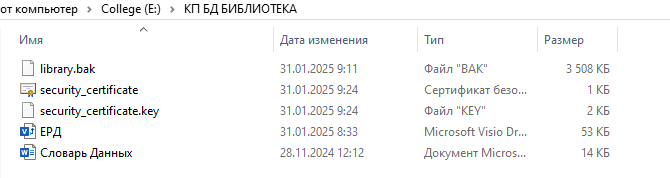 от компьютер > College (E:) > КП БД БИБЛИОТЕКА
Имя Дата изменения Тип Размер
library.bak 31.01.2025 9:11 Файл "BAK" 3 508 КБ
security_certificate 31.01.2025 9:24 Сертификат безо... 1 КБ
security_certificate.key 31.01.2025 9:24 Файл "KEY" 2 КБ
ЕРД 31.01.2025 8:33 Microsoft Visio Dr... 53 КБ
Словарь Данных 28.11.2024 12:12 Документ Micros... 14 КБ